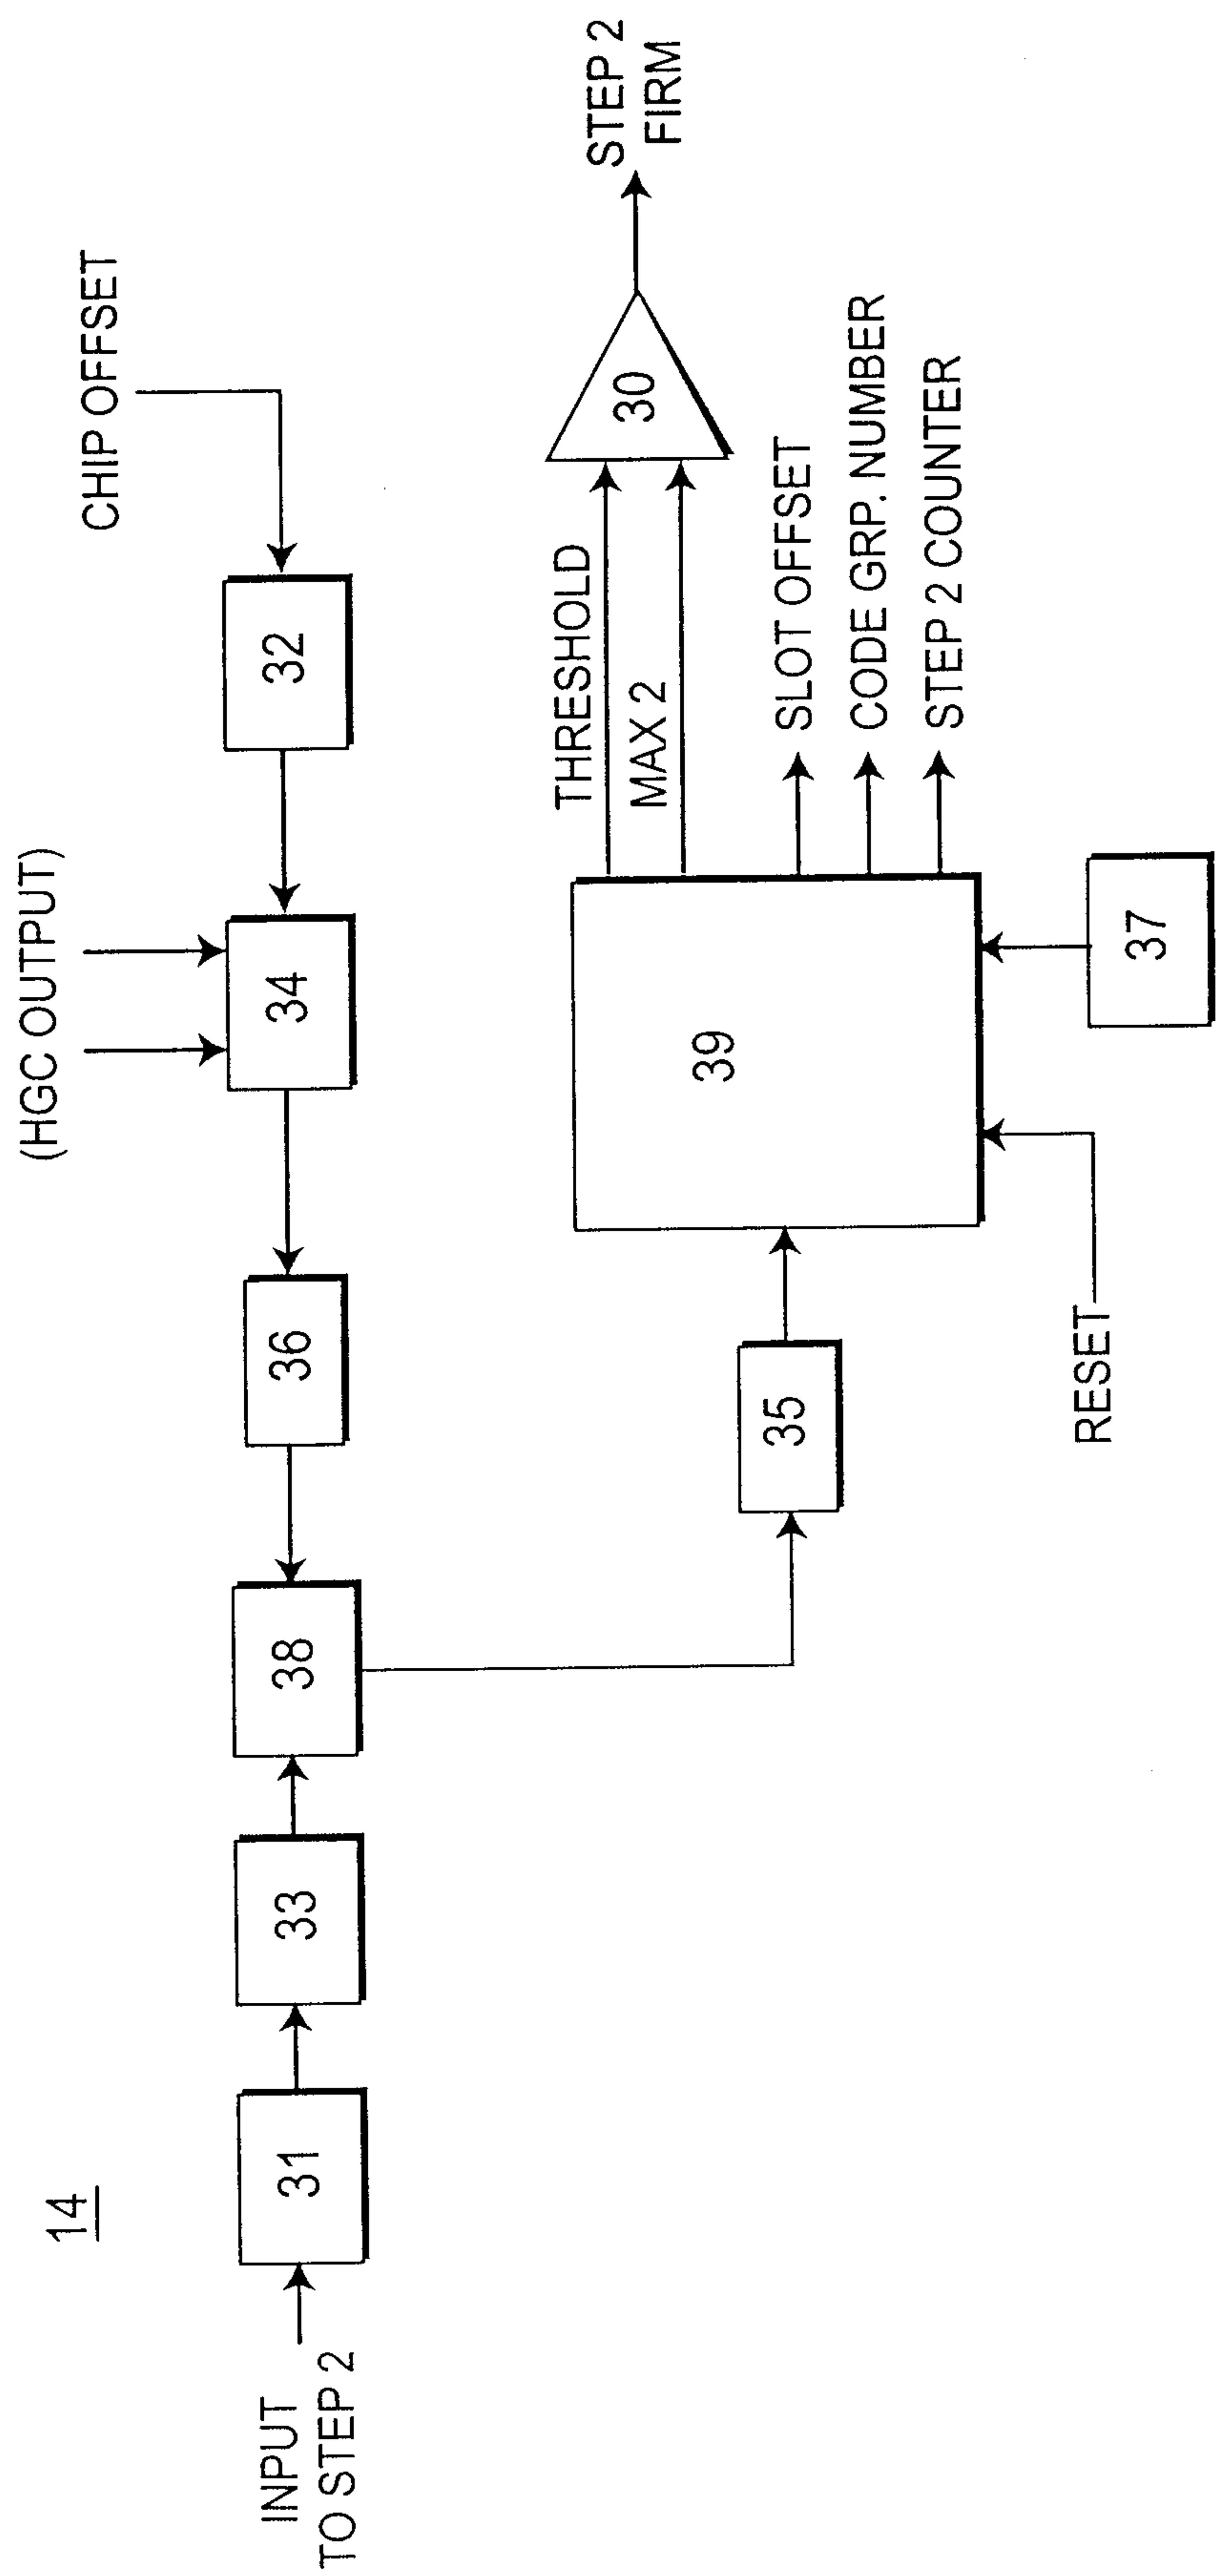 14
(HGC OUTPUT)
CHIP OFFSET
INPUT
TO STEP 2
31
33
38
36
34
32
35
39
THRESHOLD
MAX 2
30
STEP 2
FIRM
SLOT OFFSET
CODE GRP. NUMBER
STEP 2 COUNTER
RESET
37